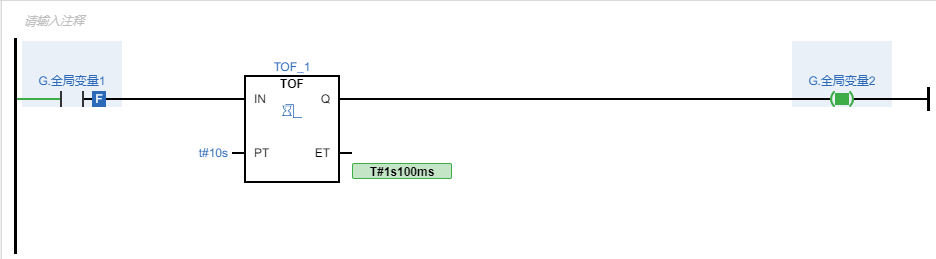 请输入注释
G.全局变量1
F
TOF_1
TOF
IN
Q
t#10s
PT
ET
T#1s100ms
G.全局变量2